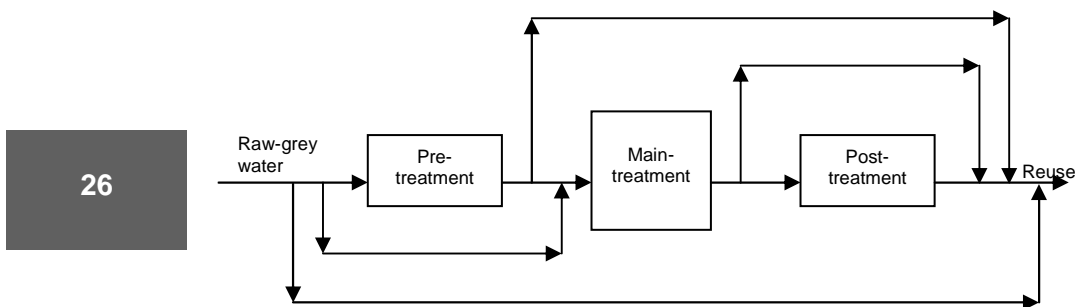 26
Raw-grey
water
Pre-
treatment
Main-
treatment
Post-
treatment
Reuse